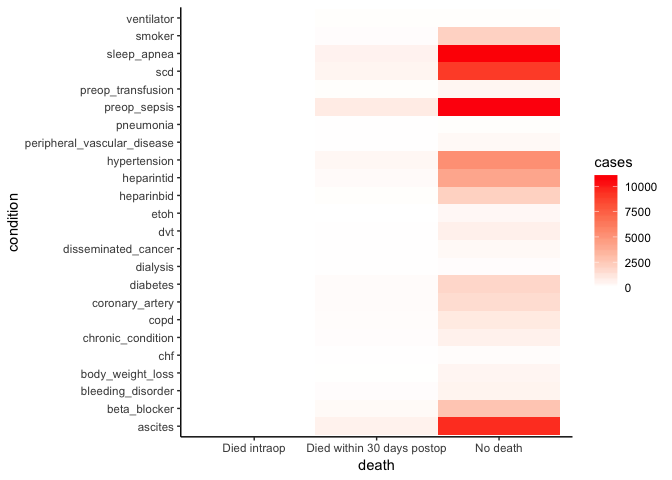 ventilator
smoker
sleep_apnea
scd
preop_transfusion
preop_sepsis
pneumonia
peripheral_vascular_disease
hypertension
heparintid
heparinbid
etoh
dvt
disseminated_cancer
dialysis
diabetes
coronary_artery
copd
chronic_condition
chf
body_weight_loss
bleeding_disorder
beta_blocker
ascites
condition
Died intraop Died within 30 days postop No death
death
cases
10000
7500
5000
2500
0